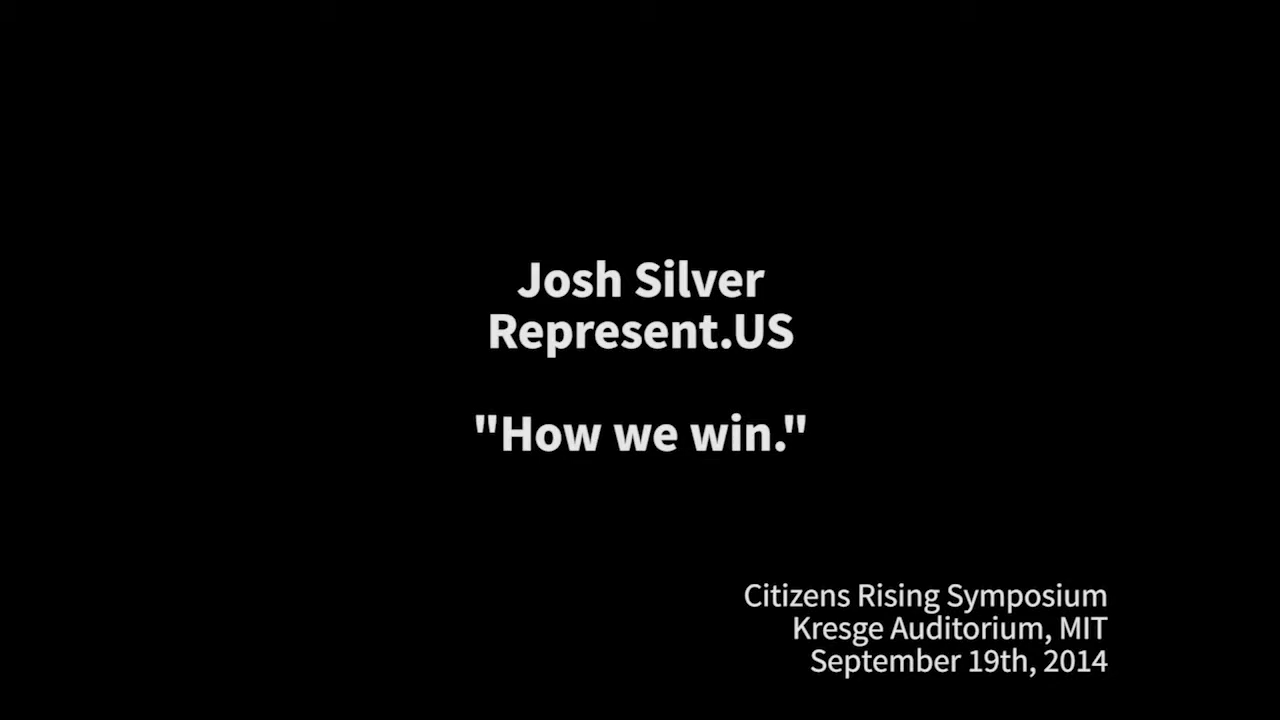 Josh Silver
Represent.US
"How we win."
Citizens Rising Symposium
Kresge Auditorium, MIT
September 19th, 2014